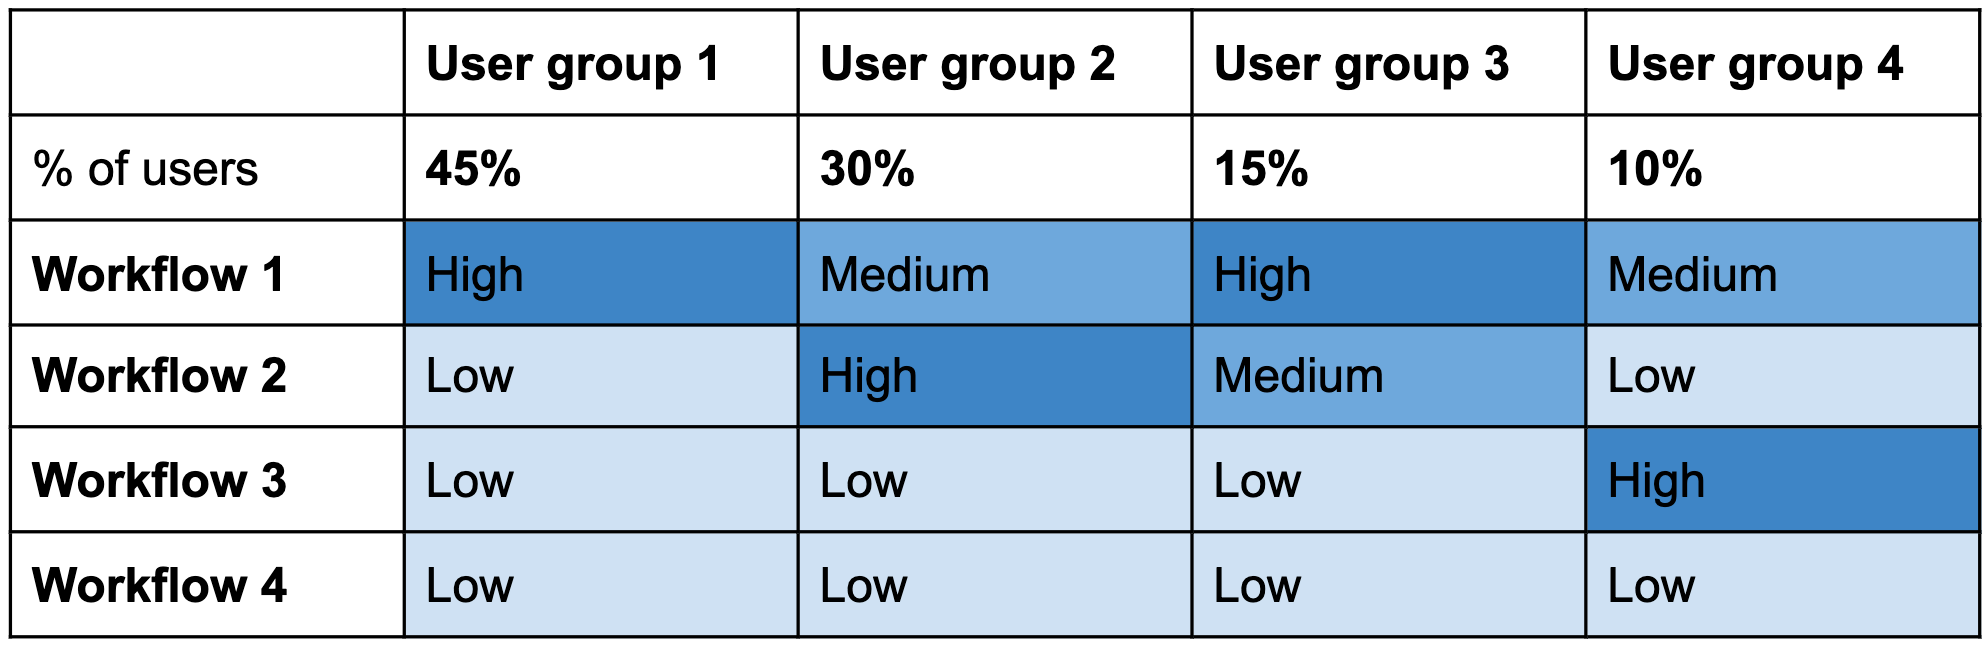 User group 1 User group 2 User group 3 User group 4
% of users 45% 30% 15% 10%
Workflow 1 High Medium High Medium
Workflow 2 Low High Medium Low
Workflow 3 Low Low Low High
Workflow 4 Low Low Low Low